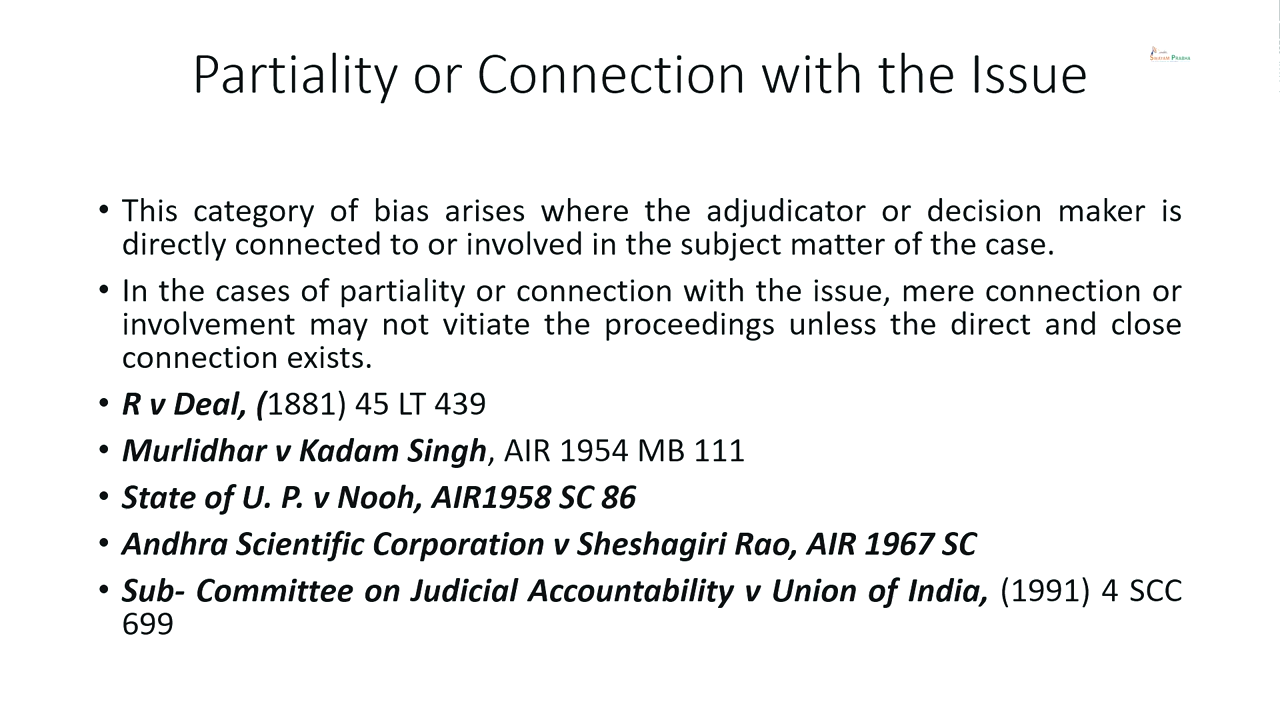 Partiality or Connection with the Issue
SWAYAM PRABHA
• This category of bias arises where the adjudicator or decision maker is
directly connected to or involved in the subject matter of the case.
• In the cases of partiality or connection with the issue, mere connection or
involvement may not vitiate the proceedings unless the direct and close
connection exists.
• R v Deal, (1881) 45 LT 439
• Murlidhar v Kadam Singh, AIR 1954 MB 111
• State of U. P. v Nooh, AIR1958 SC 86
• Andhra Scientific Corporation v Sheshagiri Rao, AIR 1967 SC
• Sub- Committee on Judicial Accountability v Union of India, (1991) 4 SCC
699